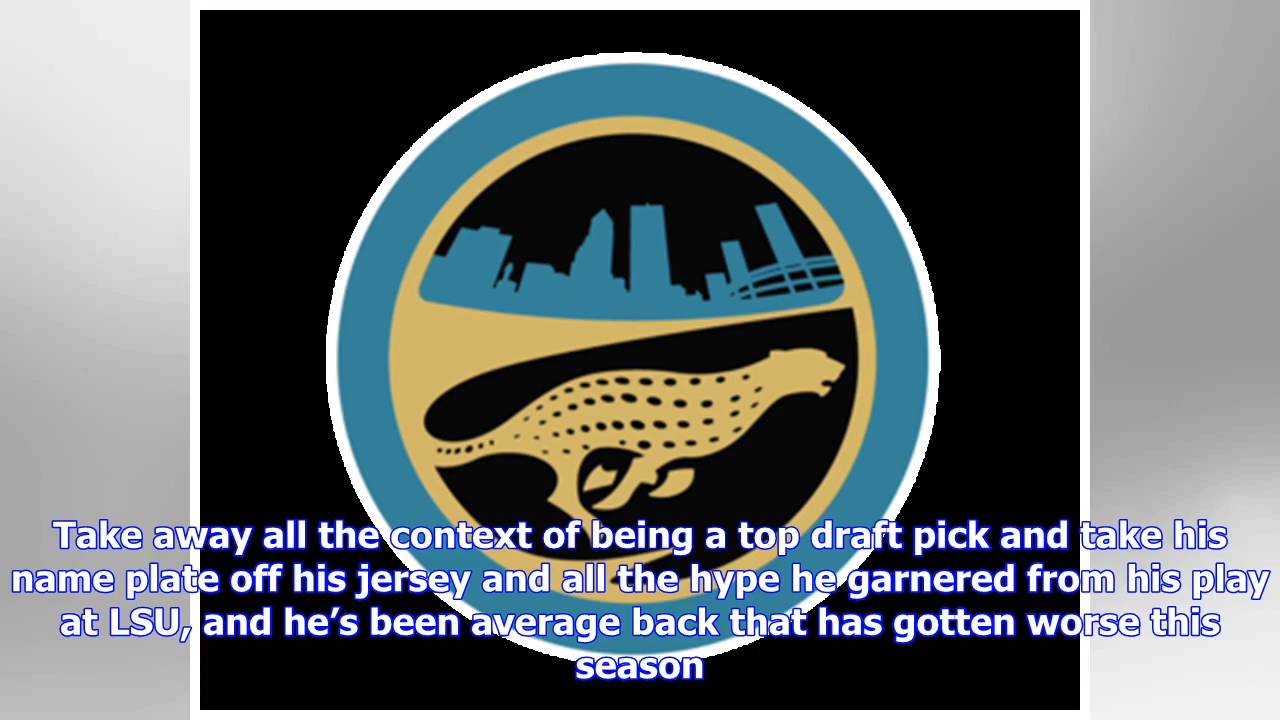 Take away all the context of being a top draft pick and take his
name plate off his jersey and all the hype he garnered from his play
at LSU, and he’s been average back that has gotten worse this
season